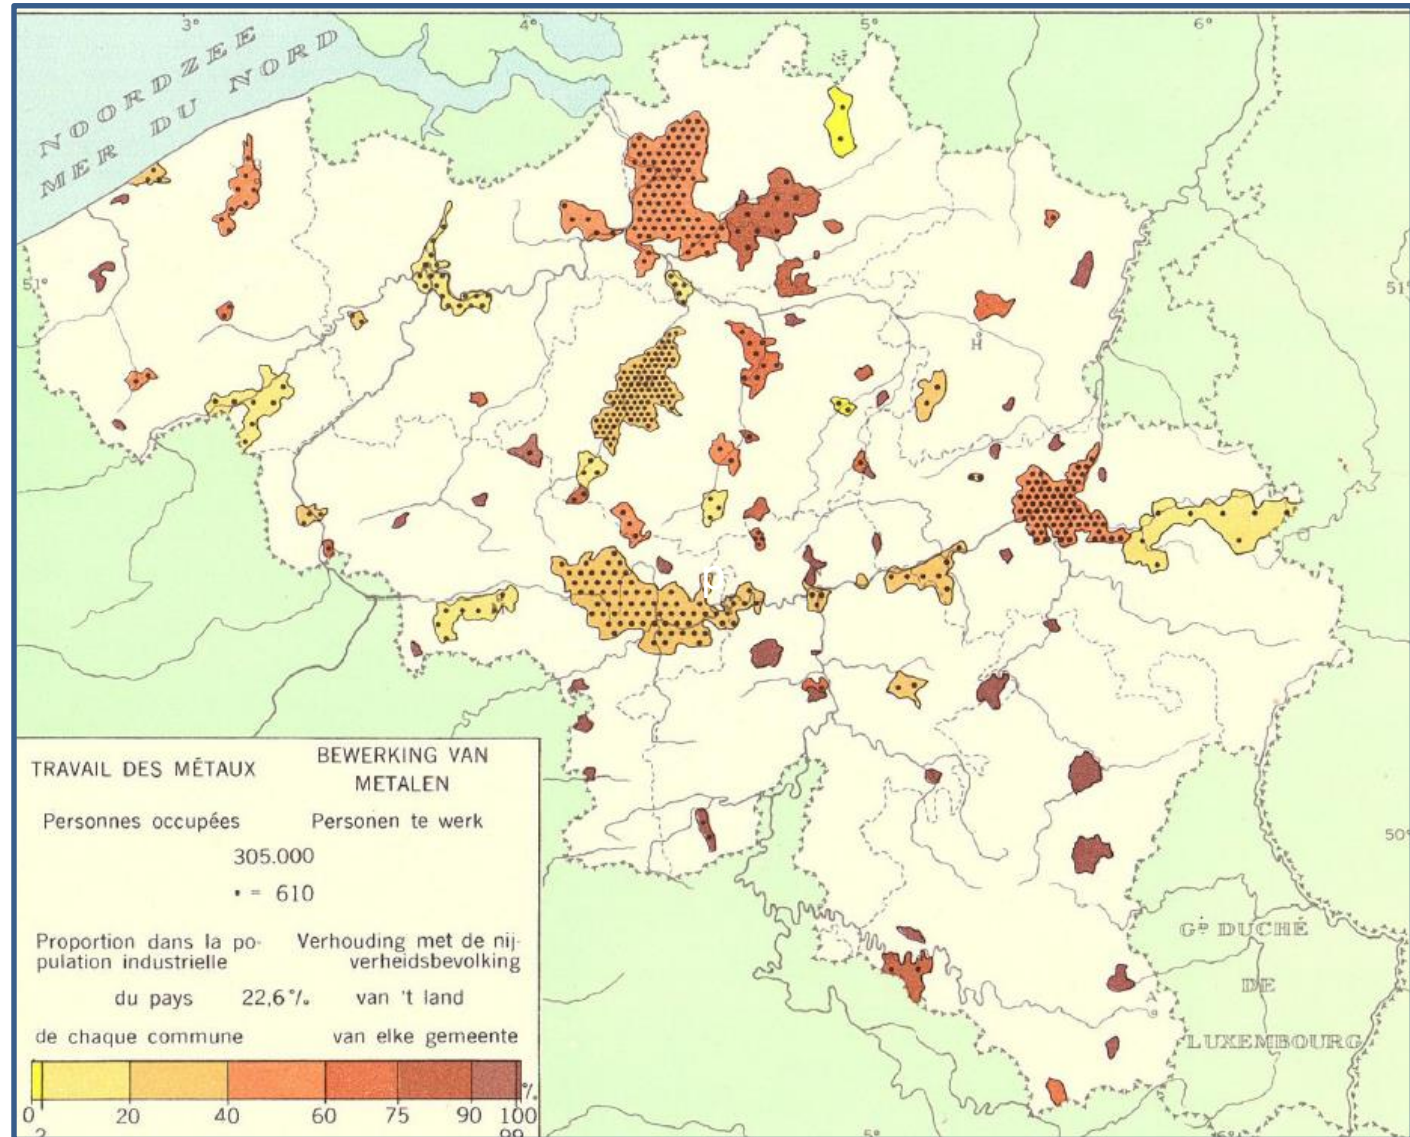 3°
4°
5°
6°
NOORDZEE
MER DU NORD
51°
51°
H
50°
TRAVAIL DES MÉTAUX
BEWERKING VAN
METALEN
Personnes occupées
Personen te werk
305.000
• = 610
Proportion dans la po-
pulation industrielle
Verhouding met de nij-
verheidsbevolking
du pays 22,6% van 't land
de chaque commune
van elke gemeente
0 20 40 60 75 90 100 %
2 99
Gᴰ DUCHÉ
DE
LUXEMBOURG
A
5°